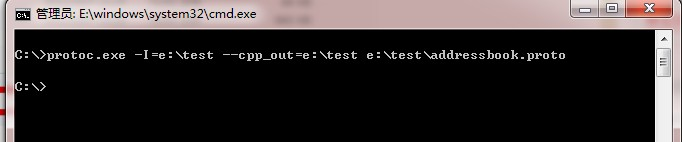 管理员: E:\windows\system32\cmd.exe
C:\>protoc.exe -I=e:\test --cpp_out=e:\test e:\test\addressbook.proto
C:\>